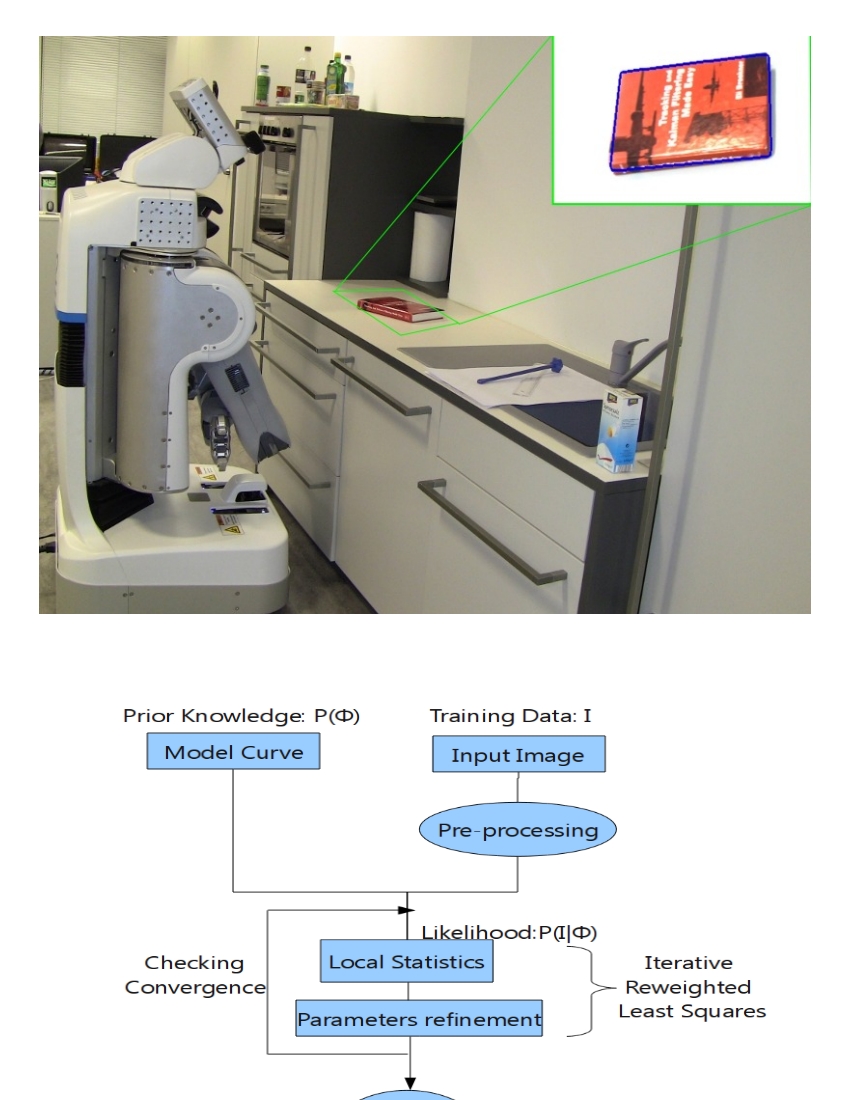 Tracking and
Kalman Filtering
Made Easy
Prior Knowledge: P(Φ)
Training Data: I
Model Curve
Input Image
Pre-processing
Likelihood:P(I|Φ)
Checking
Convergence
Local Statistics
Parameters refinement
Iterative
Reweighted
Least Squares